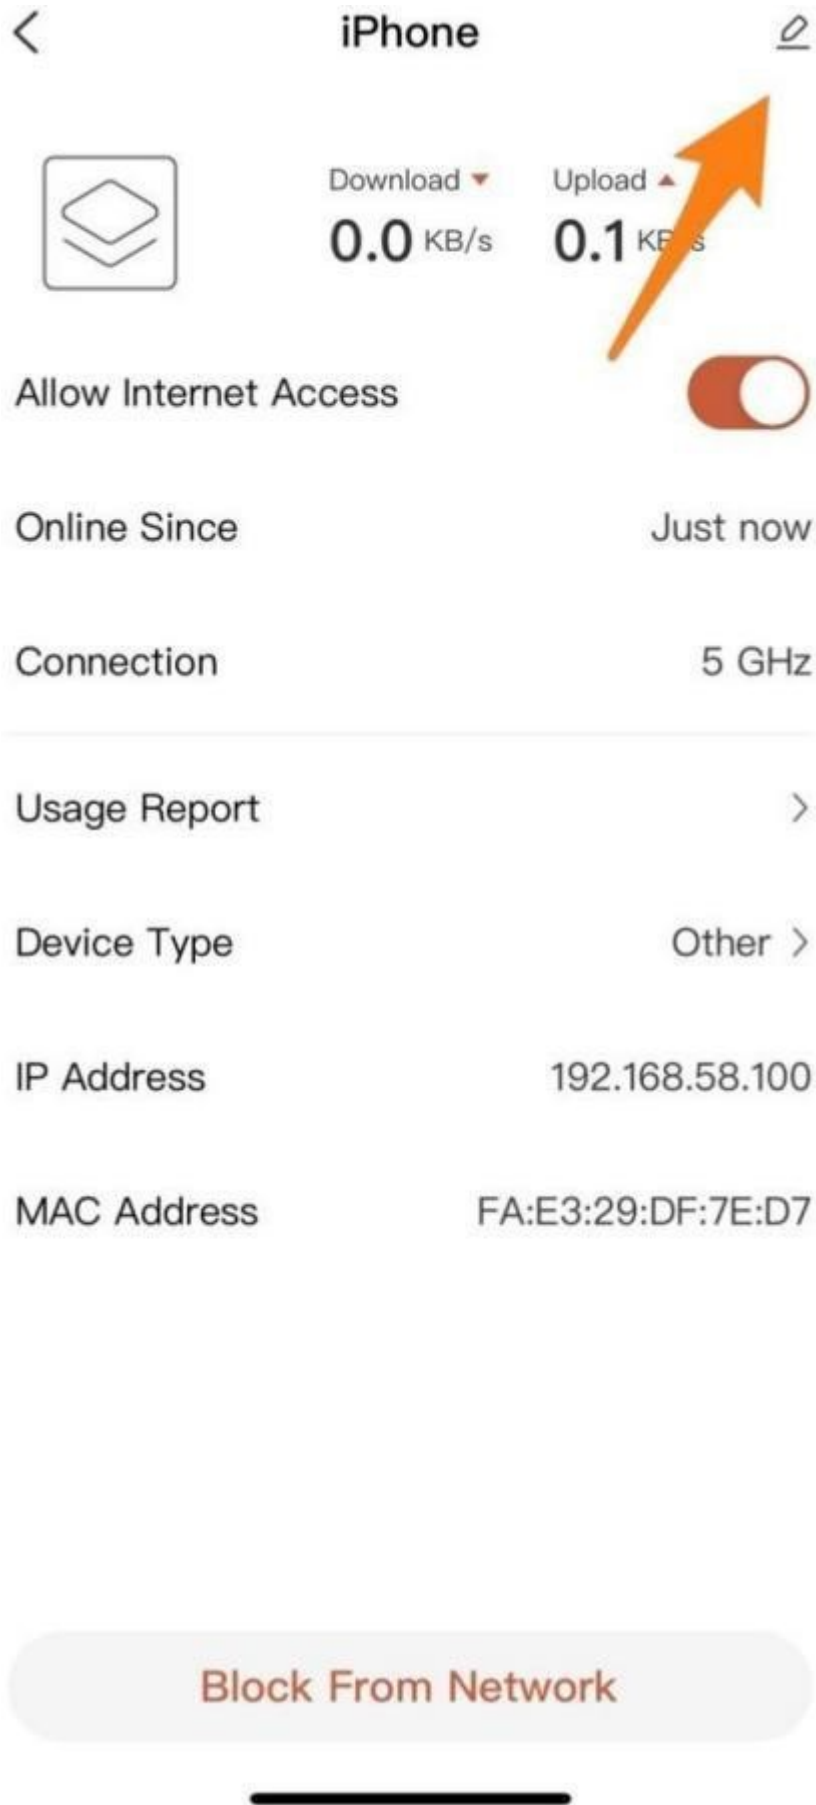 iPhone
Download Upload
0.0 KB/s 0.1
Allow Internet Access
Online Since Just now
Connection 5 GHz
Usage Report
Device Type Other
IP Address 192.168.58.100
MAC Address FA:E3:29:DF:7E:D7
Block From Network